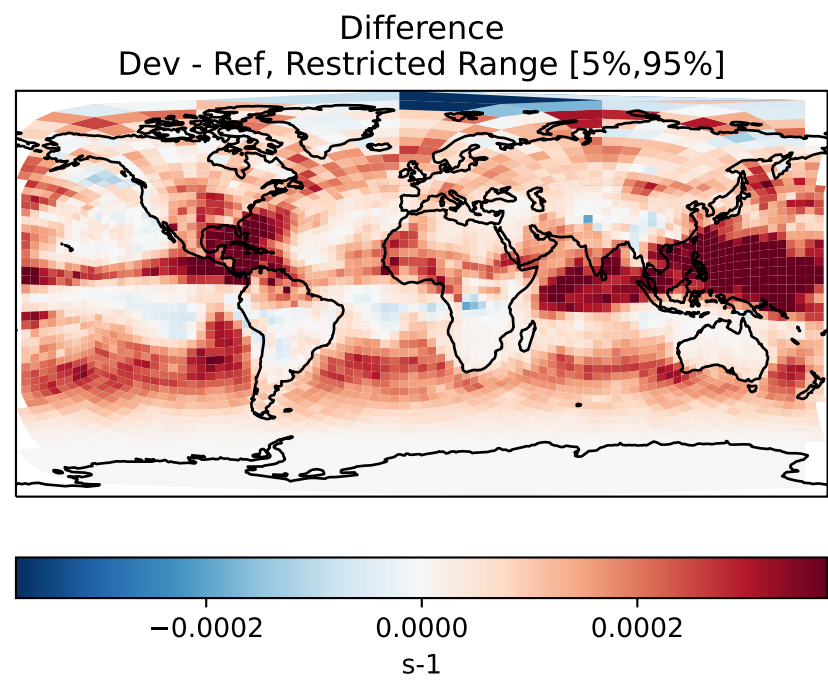 Difference
Dev - Ref, Restricted Range [5%,95%]
−0.0002 0.0000 0.0002
s-1